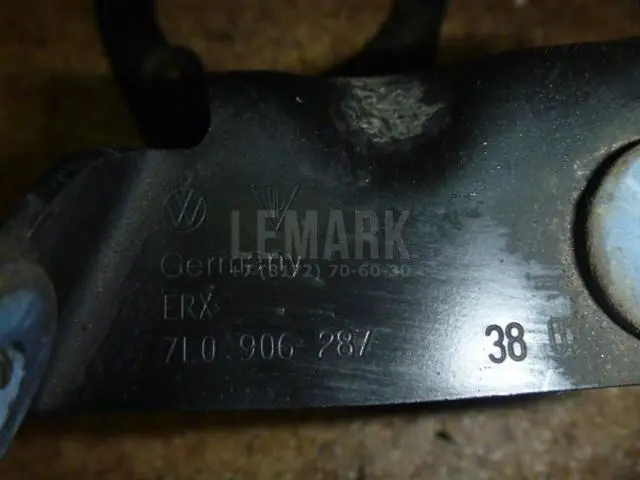 LEMARK
Germany
+7(8172) 70-60-30
ERX
7L0 906 287 38